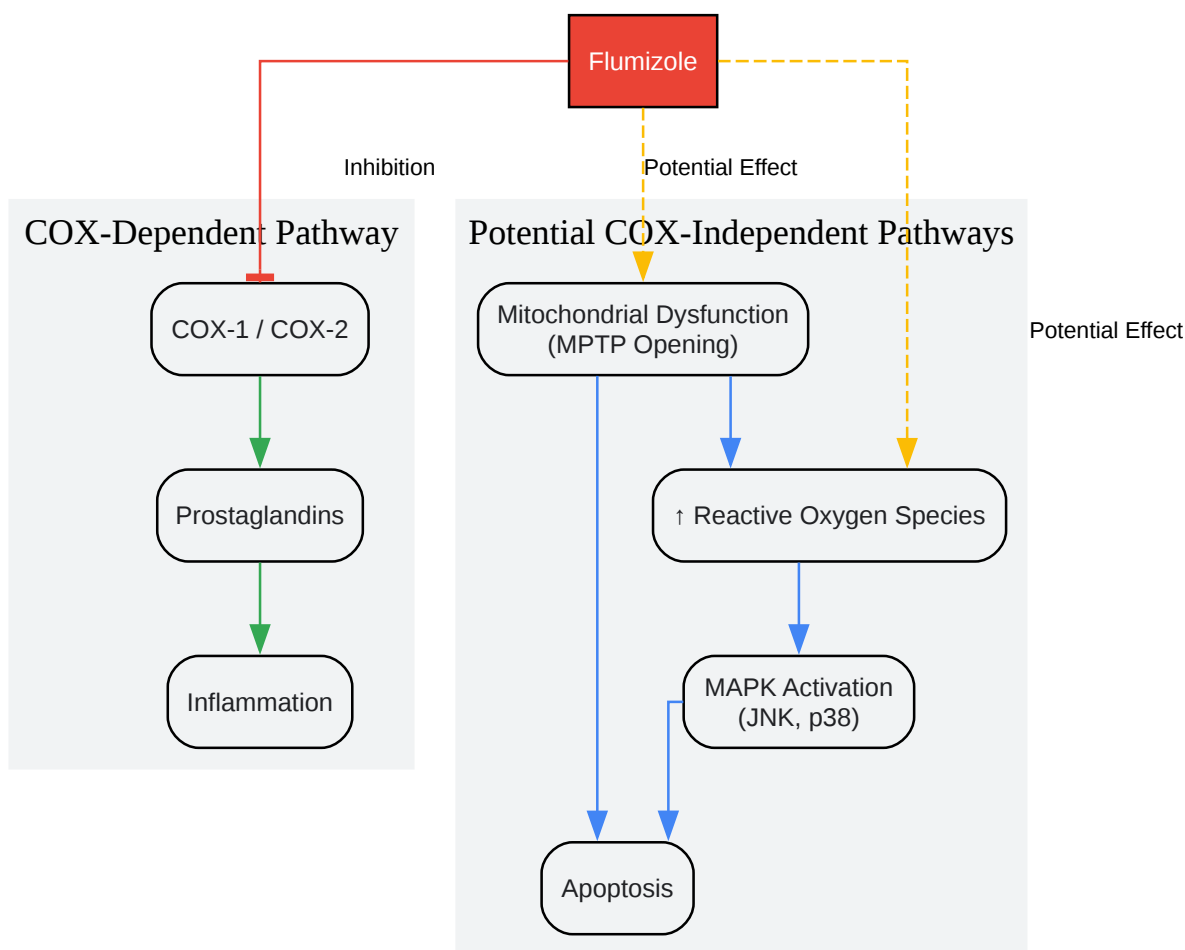 Flumizole
Inhibition
Potential Effect
COX-Dependent Pathway
Potential COX-Independent Pathways
COX-1 / COX-2
Mitochondrial Dysfunction
(MPTP Opening)
Potential Effect
Prostaglandins
↑ Reactive Oxygen Species
Inflammation
MAPK Activation
(JNK, p38)
Apoptosis